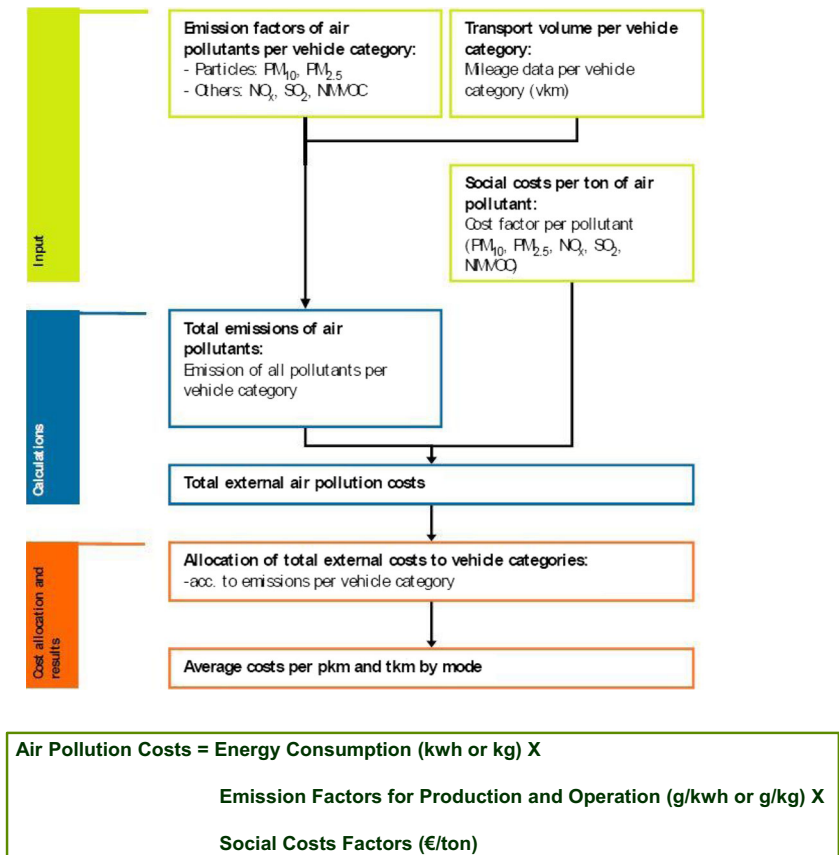 Emission factors of air
pollutants per vehicle category:
- Particles: PM10, PM2.5
- Others: NOx, SO2, NMVOC
Transport volume per vehicle
category:
Mileage data per vehicle
category (vkm)
Social costs per ton of air
pollutant:
Cost factor per pollutant
(PM10, PM2.5, NOx, SO2,
NMVOC)
Input
Total emissions of air
pollutants:
Emission of all pollutants per
vehicle category
Calculations
Total external air pollution costs
Allocation of total external costs to vehicle categories:
-acc. to emissions per vehicle category
Cost allocation and
results
Average costs per pkm and tkm by mode
Air Pollution Costs = Energy Consumption (kwh or kg) X
Emission Factors for Production and Operation (g/kwh or g/kg) X
Social Costs Factors (€/ton)